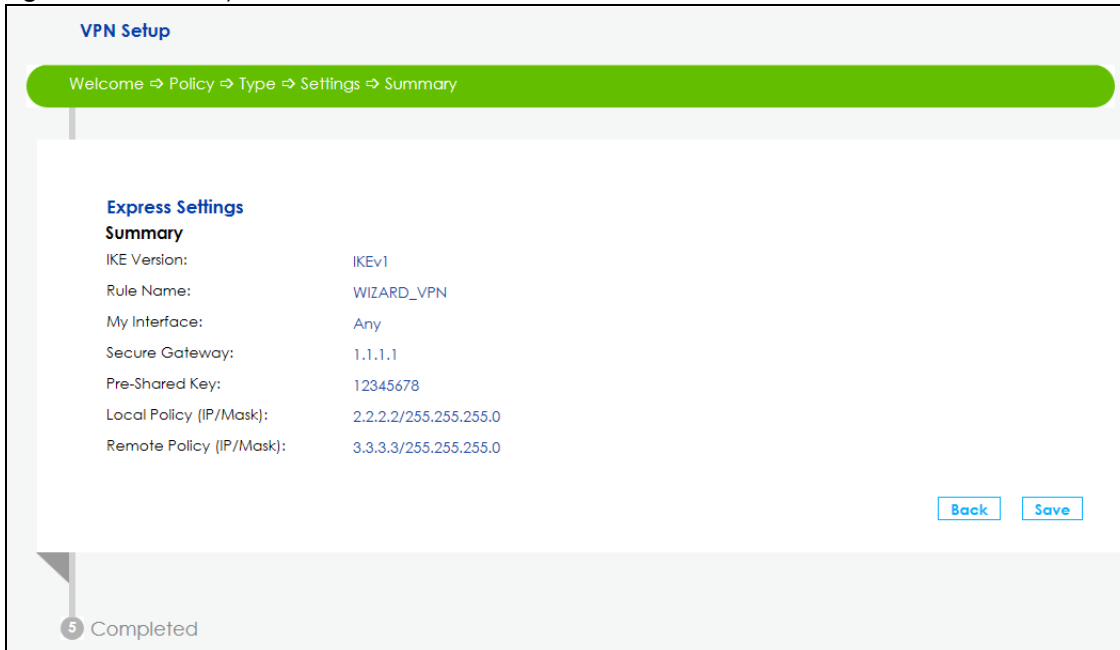 VPN Setup
Welcome ⇨ Policy ⇨ Type ⇨ Settings ⇨ Summary
Express Settings
Summary
IKE Version: IKEv1
Rule Name: WIZARD_VPN
My Interface: Any
Secure Gateway: 1.1.1.1
Pre-Shared Key: 12345678
Local Policy (IP/Mask): 2.2.2.2/255.255.255.0
Remote Policy (IP/Mask): 3.3.3.3/255.255.255.0
Back Save
5 Completed